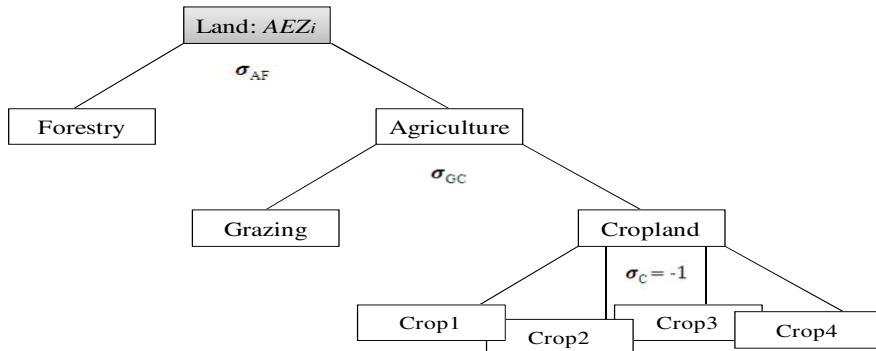 Land: AEZi
σAF
Forestry
Agriculture
σGC
Grazing
Cropland
σC = -1
Crop1
Crop2
Crop3
Crop4